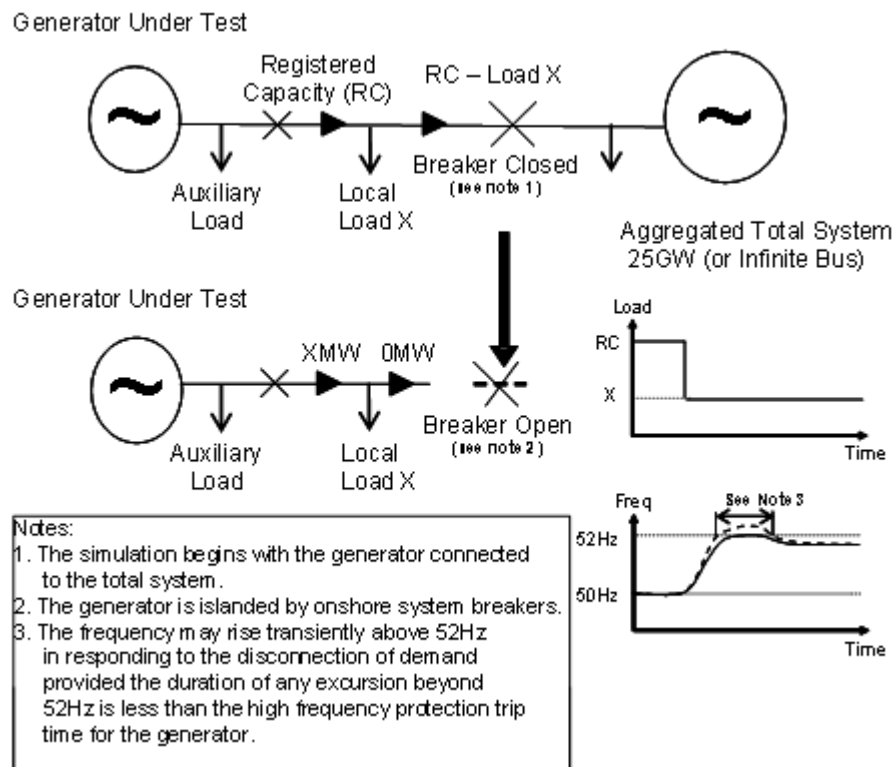 Generator Under Test
Registered
Capacity (RC)
RC – Load X
~
~
Auxiliary
Load
Local
Load X
Breaker Closed
(see note 1)
Aggregated Total System
25GW (or Infinite Bus)
Generator Under Test
XMW
0MW
~
Auxiliary
Load
Local
Load X
Breaker Open
(see note 2)
Load
RC
X
Time
Freq
See Note 3
52Hz
50Hz
Time
Notes:
1. The simulation begins with the generator connected
to the total system.
2. The generator is islanded by onshore system breakers.
3. The frequency may rise transiently above 52Hz
in responding to the disconnection of demand
provided the duration of any excursion beyond
52Hz is less than the high frequency protection trip
time for the generator.